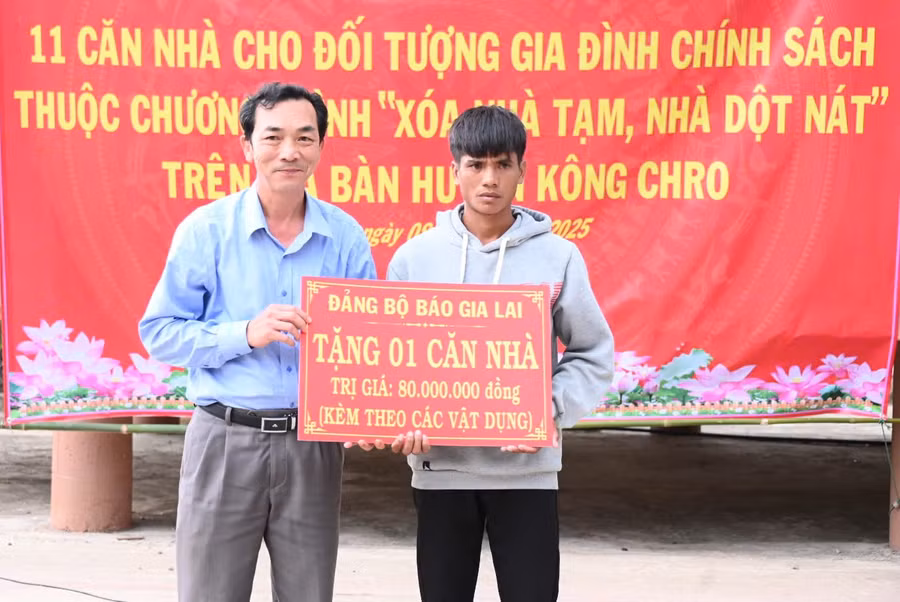 11 CĂN NHÀ CHO ĐỐI TƯỢNG GIA ĐÌNH CHÍNH SÁCH
THUỘC CHƯƠNG ÌNH "XÓA NHÀ TẠM, NHÀ DỘT NÁT"
TRÊN BÀN HUYỆN KÔNG CHRO
ngày 2025
ĐẢNG BỘ BÁO GIA LAI
TẶNG 01 CĂN NHÀ
TRỊ GIÁ: 80.000.000 đồng
(KÈM THEO CÁC VẬT DỤNG)